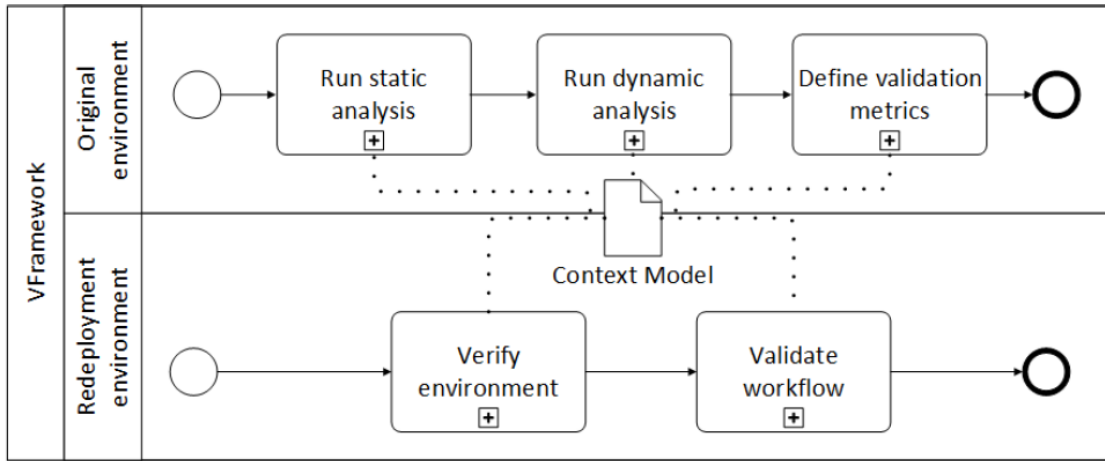 VFramework
Original
environment
Run static
analysis
Run dynamic
analysis
Define validation
metrics
Context Model
Redeployment
environment
Verify
environment
Validate
workflow